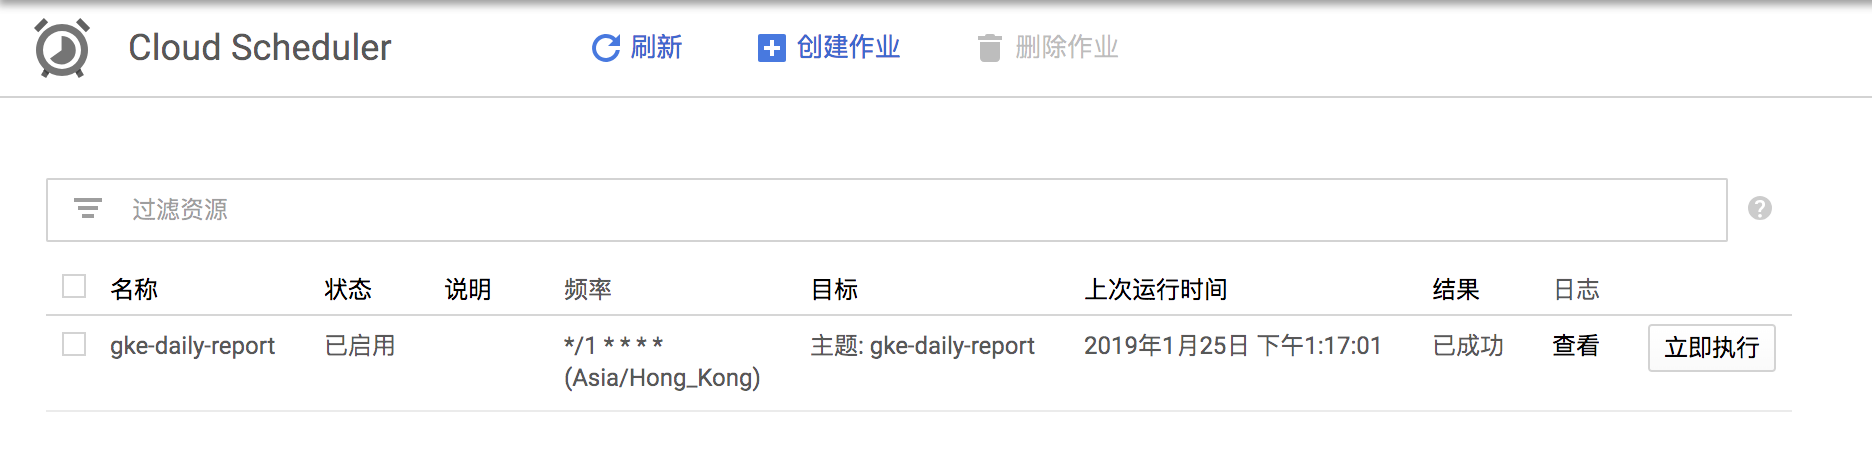 Cloud Scheduler 刷新 创建作业 删除作业
过滤资源
名称 状态 说明 频率 目标 上次运行时间 结果 日志
gke-daily-report 已启用 */1 * * * * 主题: gke-daily-report 2019年1月25日 下午1:17:01 已成功 查看 立即执行
(Asia/Hong_Kong)